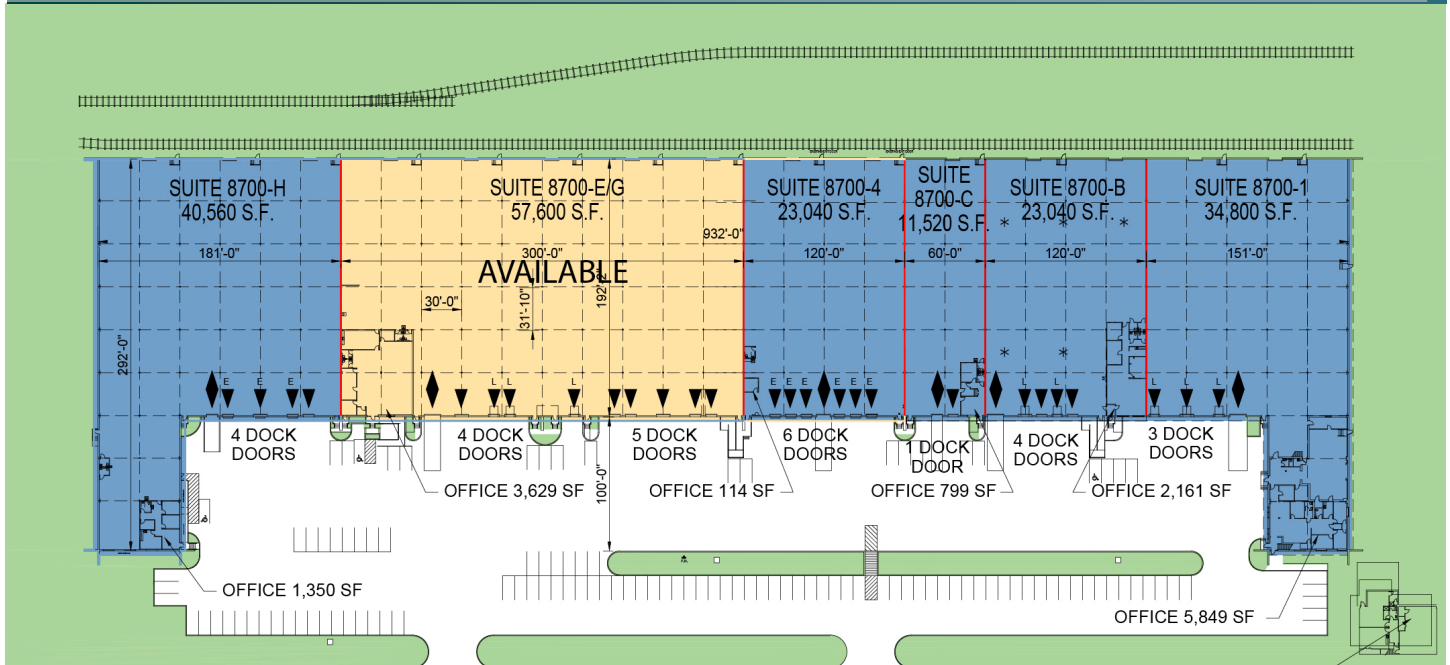 SUITE 8700-H
40,560 S.F.
SUITE 8700-E/G
57,600 S.F.
SUITE 8700-4
23,040 S.F.
SUITE
8700-C
11,520 S.F.
SUITE 8700-B
23,040 S.F.
SUITE 8700-1
34,800 S.F.
932'-0"
181'-0"
300'-0"
120'-0"
60'-0"
120'-0"
151'-0"
AVAILABLE
192'-2"
30'-0"
31'-10"
292'-0"
E E E
L L L
E E E E E E
L L
L L L
4 DOCK
DOORS
4 DOCK
DOORS
5 DOCK
DOORS
6 DOCK
DOORS
1 DOCK
DOOR
4 DOCK
DOORS
3 DOCK
DOORS
100'-0"
OFFICE 3,629 SF
OFFICE 114 SF
OFFICE 799 SF
OFFICE 2,161 SF
OFFICE 1,350 SF
OFFICE 5,849 SF